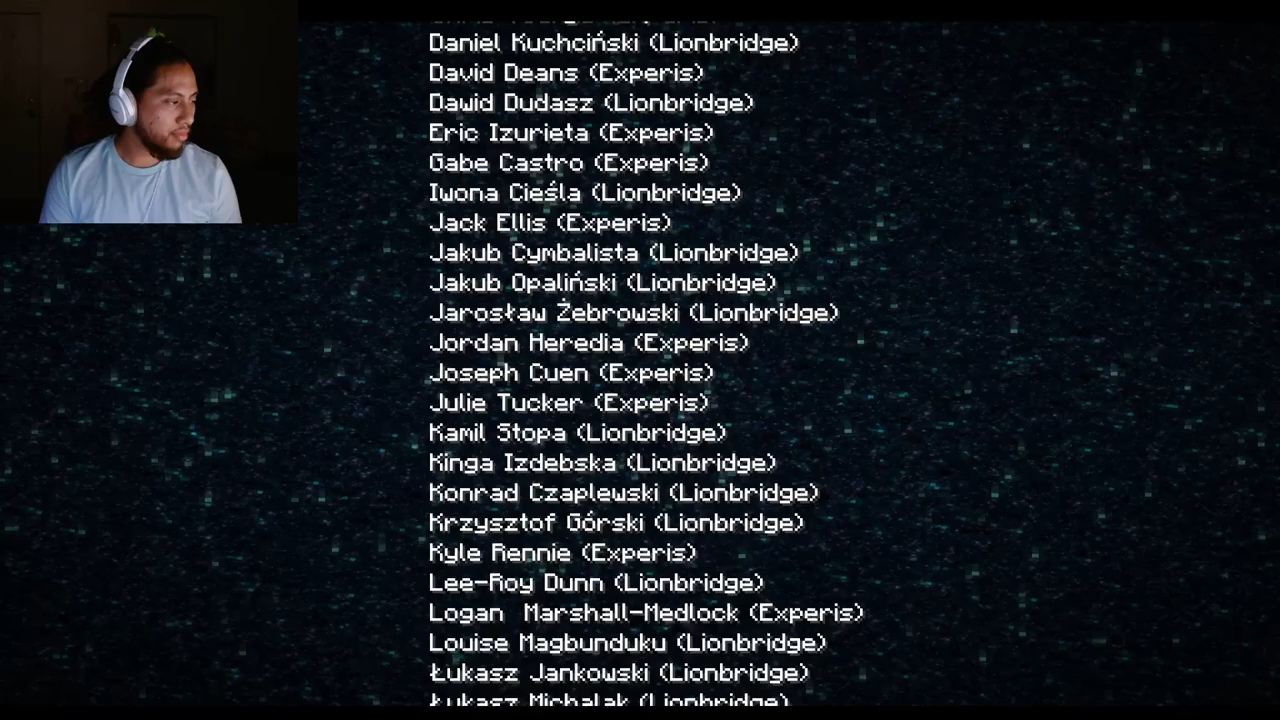 Daniel Kuchciński (Lionbridge)
David Deans (Experis)
Dawid Dudasz (Lionbridge)
Eric Izurieta (Experis)
Gabe Castro (Experis)
Iwona Cieśla (Lionbridge)
Jack Ellis (Experis)
Jakub Cymbalista (Lionbridge)
Jakub Opaliński (Lionbridge)
Jarosław Żebrowski (Lionbridge)
Jordan Heredia (Experis)
Joseph Cuen (Experis)
Julie Tucker (Experis)
Kamil Stopa (Lionbridge)
Kinga Izdebska (Lionbridge)
Konrad Czaplewski (Lionbridge)
Krzysztof Górski (Lionbridge)
Kyle Rennie (Experis)
Lee-Roy Dunn (Lionbridge)
Logan  Marshall-Medlock (Experis)
Louise Magbunduku (Lionbridge)
Łukasz Jankowski (Lionbridge)
Łukasz Michalak (Lionbridge)